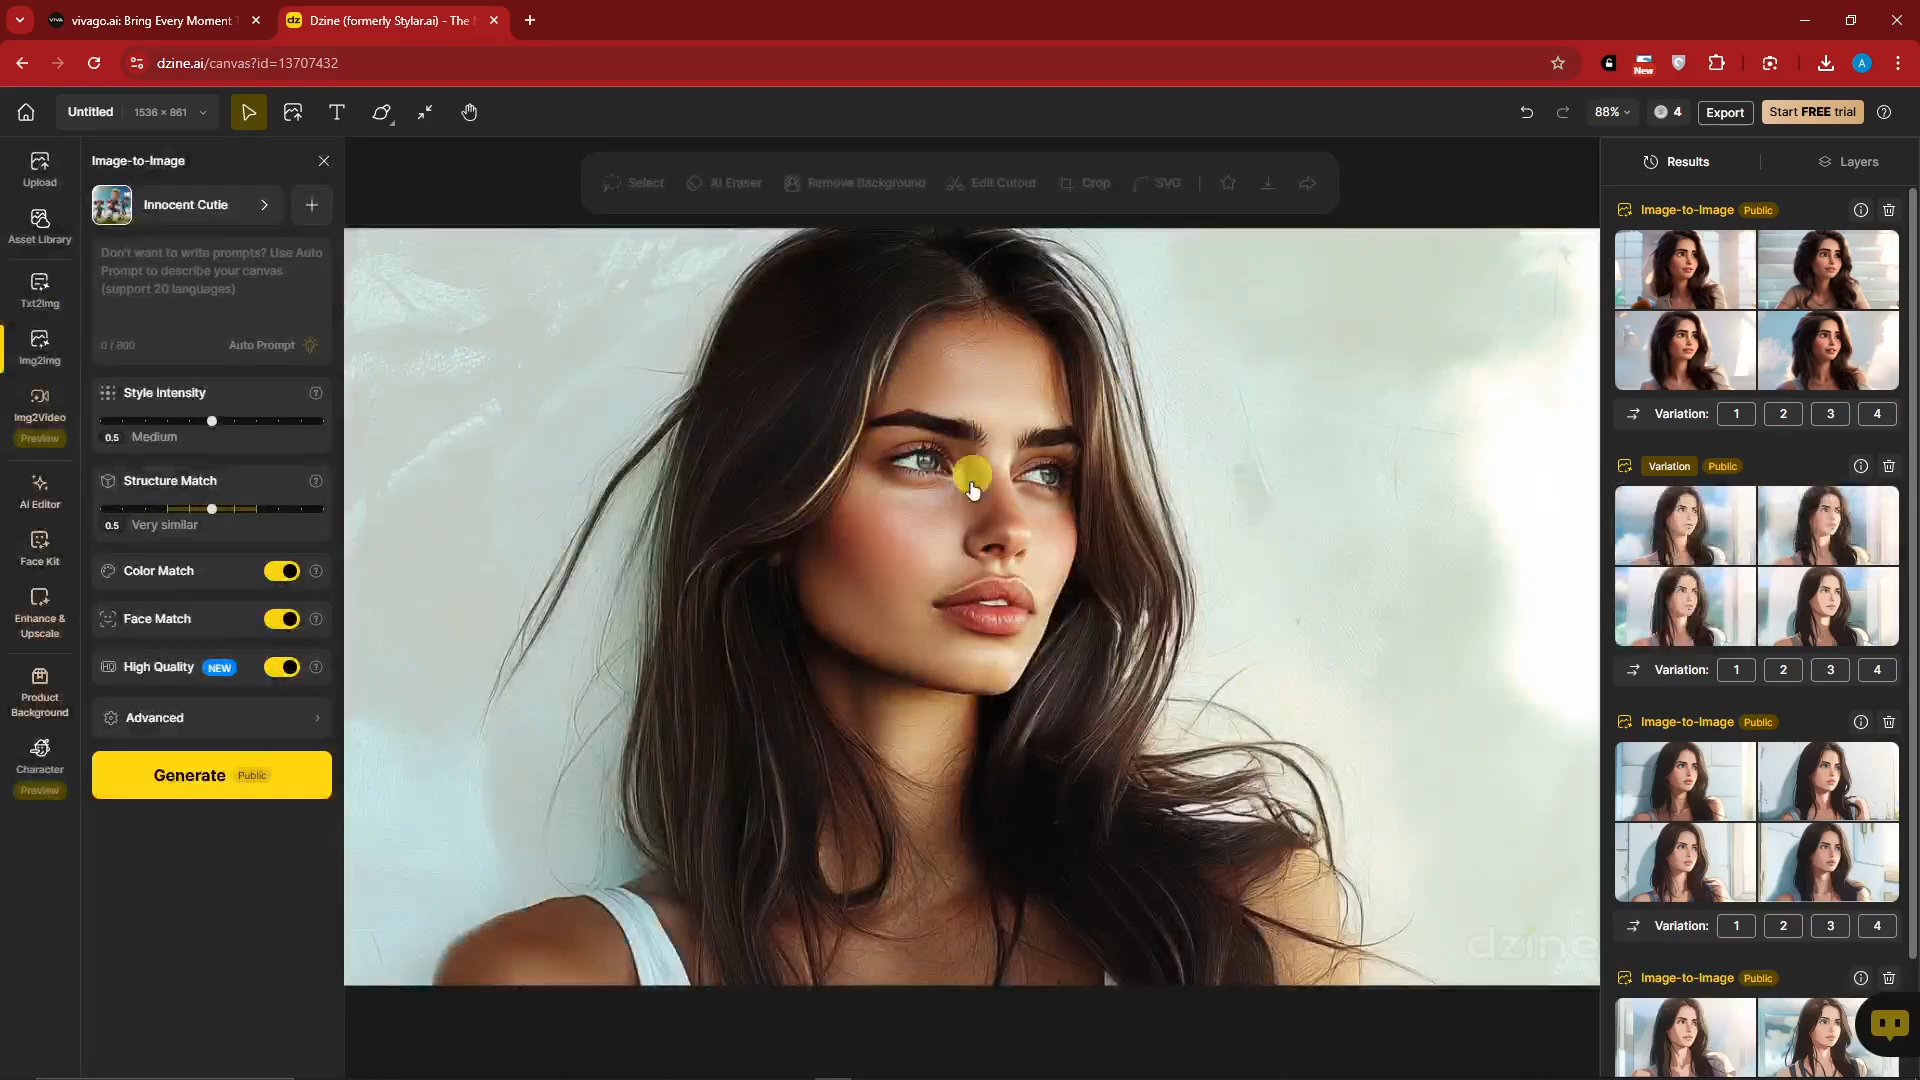 vivago.ai: Bring Every Moment T
Dzine (formerly Stylar.ai) - The N
dzine.ai/canvas?id=13707432
New
A
Untitled 1536 × 861
T
88%
4
Export
Start FREE trial
Upload
Asset Library
Txt2Img
Img2Img
Img2Video
Preview
AI Editor
Face Kit
Enhance &
Upscale
Product
Background
Character
Preview
Image-to-Image
Innocent Cutie
Don't want to write prompts? Use Auto
Prompt to describe your canvas
(support 20 languages)
0 / 800 Auto Prompt
Style Intensity
0.5 Medium
Structure Match
0.5 Very similar
Color Match
Face Match
HQ High Quality NEW
Advanced
Generate Public
Select AI Eraser Remove Background Edit Cutout Crop SVG
dzine
Results Layers
Image-to-Image Public
Variation: 1 2 3 4
Variation Public
Variation: 1 2 3 4
Image-to-Image Public
Variation: 1 2 3 4
Image-to-Image Public